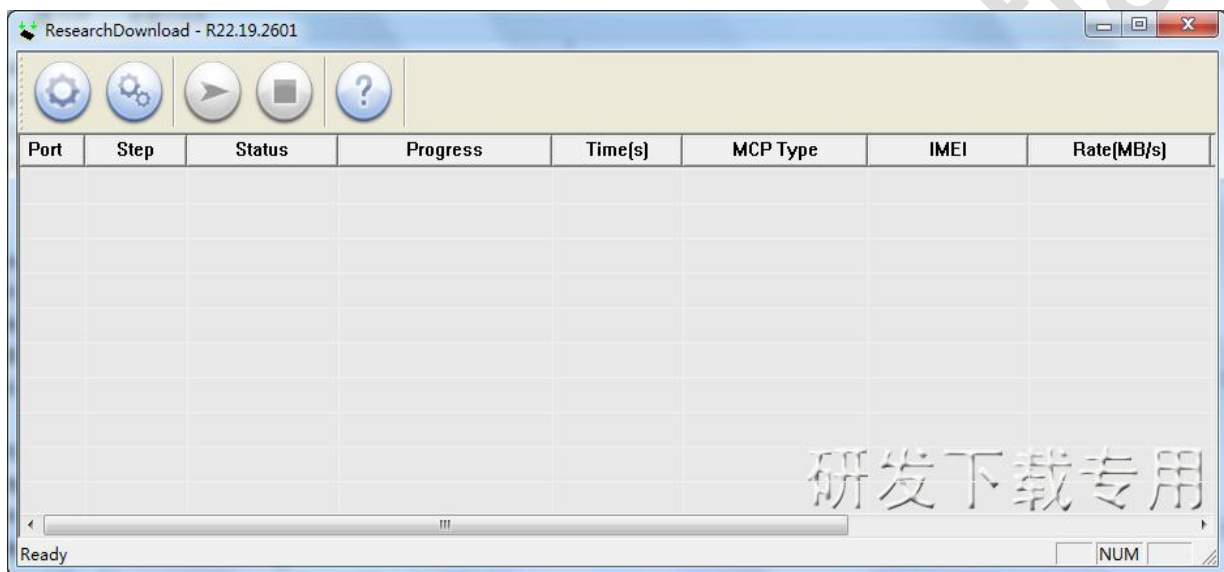 ResearchDownload - R22.19.2601
?
Port Step Status Progress Time(s) MCP Type IMEI Rate(MB/s)
研发下载专用
Ready NUM